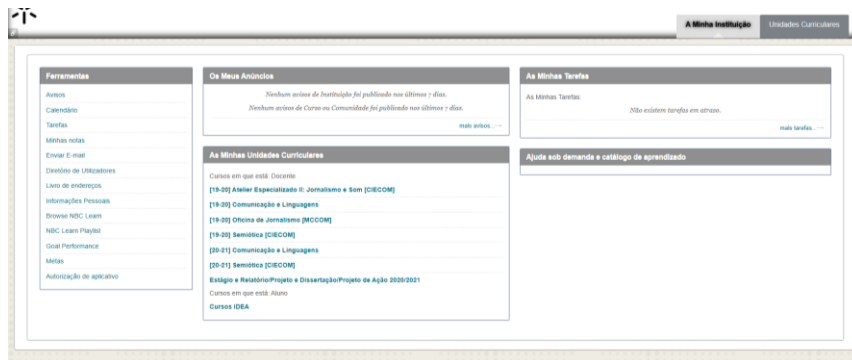 A Minha Instituição
Unidades Curriculares
Ferramentas
Avisos
Calendário
Tarefas
Minhas notas
Enviar E-mail
Diretório de Utilizadores
Livro de endereços
Informações Pessoais
Browse NBC Learn
NBC Learn Playlist
Goal Performance
Metas
Autorização de aplicativo
Os Meus Anúncios
Nenhum avisos de Instituição foi publicado nos últimos 7 dias.
Nenhum avisos de Curso ou Comunidade foi publicado nos últimos 7 dias.
mais avisos...
As Minhas Unidades Curriculares
Cursos em que está: Docente
[19-20] Atelier Especializado II: Jornalismo e Som [CIECOM]
[19-20] Comunicação e Linguagens
[19-20] Oficina de Jornalismo [MCCOM]
[19-20] Semiótica [CIECOM]
[20-21] Comunicação e Linguagens
[20-21] Semiótica [CIECOM]
Estágio e Relatório/Projeto e Dissertação/Projeto de Ação 2020/2021
Cursos em que está: Aluno
Cursos IDEA
As Minhas Tarefas
As Minhas Tarefas:
Não existem tarefas em atraso.
mais tarefas...
Ajuda sob demanda e catálogo de aprendizado